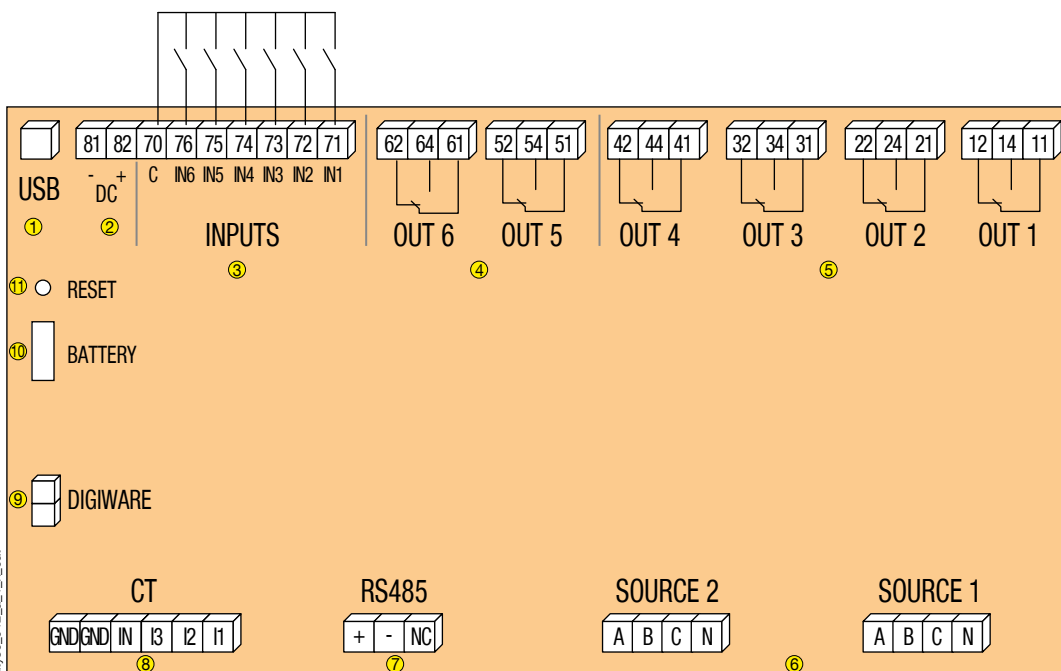 81 82 70 76 75 74 73 72 71 62 64 61 52 54 51 42 44 41 32 34 31 22 24 21 12 14 11
- + C IN6 IN5 IN4 IN3 IN2 IN1
DC
USB
INPUTS OUT 6 OUT 5 OUT 4 OUT 3 OUT 2 OUT 1
1 2 3 4 5
11 RESET
10 BATTERY
9 DIGIWARE
CT RS485 SOURCE 2 SOURCE 1
GND GND IN I3 I2 I1 + - NC A B C N A B C N
8 7 6